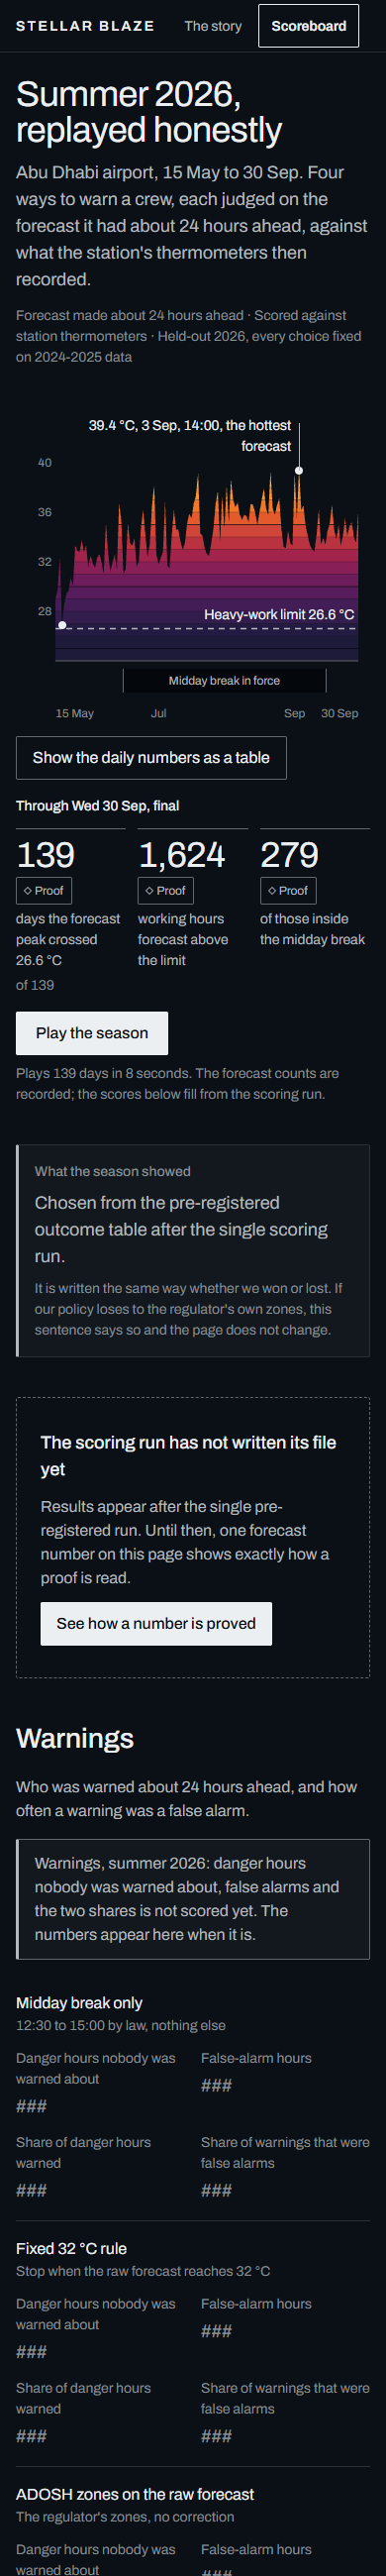 STELLAR BLAZE The story Scoreboard
Summer 2026,
replayed honestly
Abu Dhabi airport, 15 May to 30 Sep. Four
ways to warn a crew, each judged on the
forecast it had about 24 hours ahead, against
what the station's thermometers then
recorded.
Forecast made about 24 hours ahead · Scored against
station thermometers · Held-out 2026, every choice fixed
on 2024-2025 data
39.4 °C, 3 Sep, 14:00, the hottest
forecast
40
36
32
28
Heavy-work limit 26.6 °C
Midday break in force
15 May Jul Sep 30 Sep
Show the daily numbers as a table
Through Wed 30 Sep, final
139 1,624 279
◇ Proof ◇ Proof ◇ Proof
days the forecast working hours of those inside
peak crossed forecast above the midday break
26.6 °C the limit
of 139
Play the season
Plays 139 days in 8 seconds. The forecast counts are
recorded; the scores below fill from the scoring run.
What the season showed
Chosen from the pre-registered
outcome table after the single scoring
run.
It is written the same way whether we won or lost. If
our policy loses to the regulator's own zones, this
sentence says so and the page does not change.
The scoring run has not written its file
yet
Results appear after the single pre-
registered run. Until then, one forecast
number on this page shows exactly how a
proof is read.
See how a number is proved
Warnings
Who was warned about 24 hours ahead, and how
often a warning was a false alarm.
Warnings, summer 2026: danger hours
nobody was warned about, false alarms and
the two shares is not scored yet. The
numbers appear here when it is.
Midday break only
12:30 to 15:00 by law, nothing else
Danger hours nobody was False-alarm hours
warned about ###
###
Share of danger hours Share of warnings that were
warned false alarms
### ###
Fixed 32 °C rule
Stop when the raw forecast reaches 32 °C
Danger hours nobody was False-alarm hours
warned about ###
###
Share of danger hours Share of warnings that were
warned false alarms
### ###
ADOSH zones on the raw forecast
The regulator's zones, no correction
Danger hours nobody was False-alarm hours
warned about ###